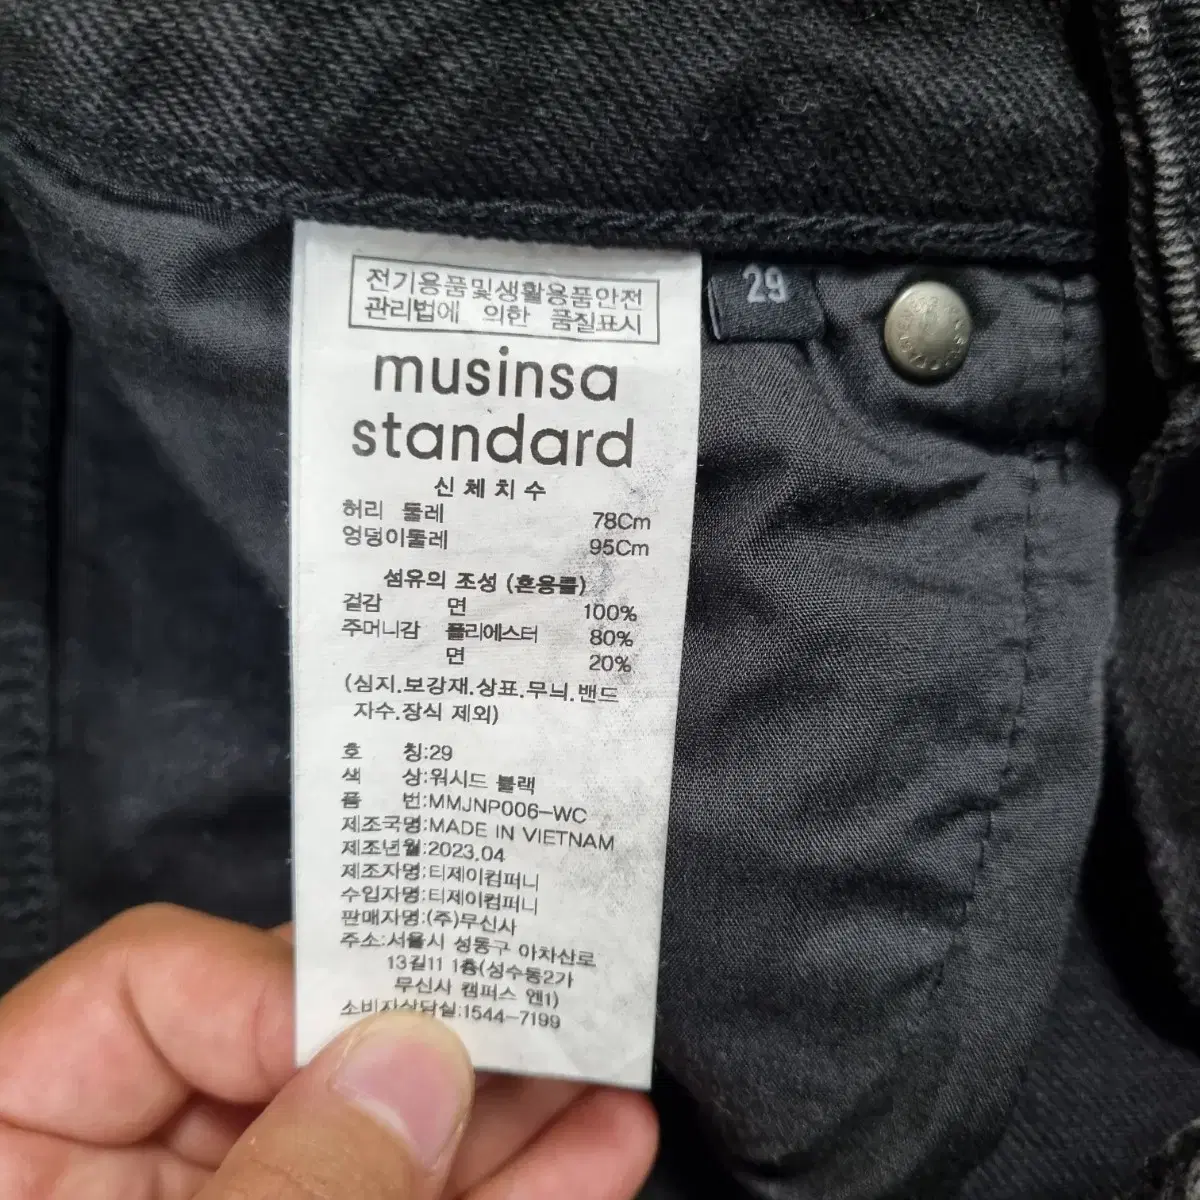 전기용품및생활용품안전
관리법에 의한 품질표시
29
musinsa
standard
신체치수
허리 둘레 78Cm
엉덩이둘레 95Cm
섬유의 조성 (혼용률)
겉감 면 100%
주머니감 폴리에스터 80%
면 20%
(심지.보강재.상표.무늬.밴드
자수.장식 제외)
호 칭:29
색 상:워시드 블랙
품 번:MMJNP006-WC
제조국명:MADE IN VIETNAM
제조년월:2023.04
제조자명:티제이컴퍼니
수입자명:티제이컴퍼니
판매자명:(주)무신사
주소:서울시 성동구 아차산로
13길11 1층(성수동2가
무신사 캠퍼스 엔1)
소비자상담실:1544-7199